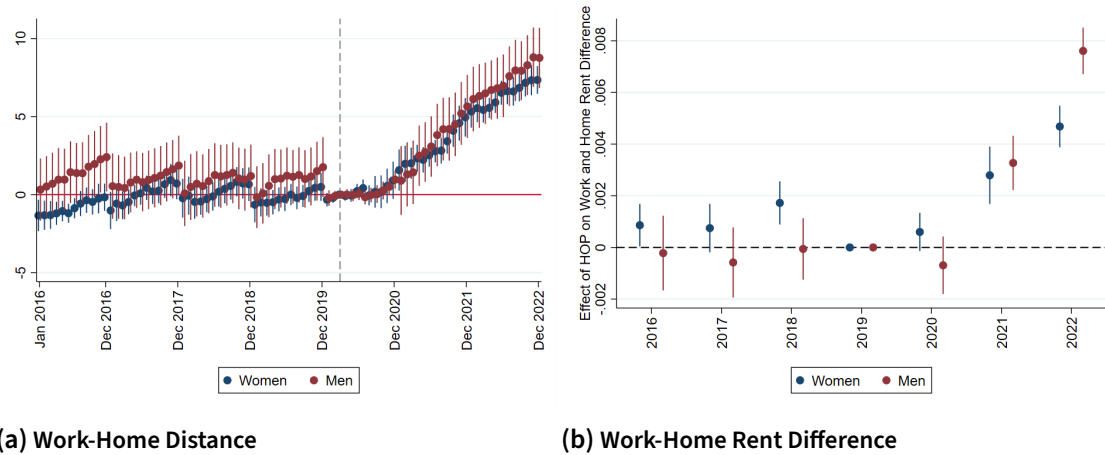 10
5
0
-5
Jan 2016
Dec 2016
Dec 2017
Dec 2018
Dec 2019
Dec 2020
Dec 2021
Dec 2022
Women Men
(a) Work-Home Distance
Effect of HOP on Work and Home Rent Difference
.008
.006
.004
.002
0
-.002
2016
2017
2018
2019
2020
2021
2022
Women Men
(b) Work-Home Rent Difference